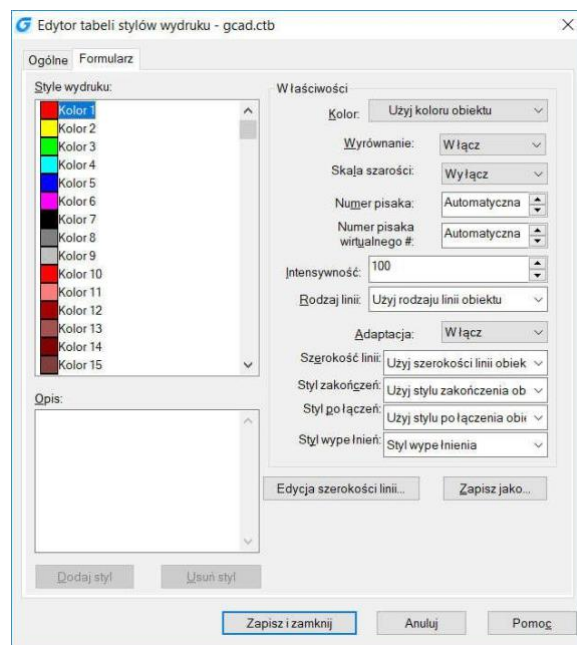 Edytor tabeli stylów wydruku - gcad.ctb
Ogólne
Formularz
Style wydruku:
Kolor 1
Kolor 2
Kolor 3
Kolor 4
Kolor 5
Kolor 6
Kolor 7
Kolor 8
Kolor 9
Kolor 10
Kolor 11
Kolor 12
Kolor 13
Kolor 14
Kolor 15
Opis:
Dodaj styl
Usuń styl
Właściwości
Kolor: Użyj koloru obiektu
Wyrównanie: Włącz
Skala szarości: Wyłącz
Numer pisaka: Automatyczna
Numer pisaka
wirtualnego #: Automatyczna
Intensywność: 100
Rodzaj linii: Użyj rodzaju linii obiektu
Adaptacja: Włącz
Szerokość linii: Użyj szerokości linii obiek
Styl zakończeń: Użyj stylu zakończenia ob
Styl połączeń: Użyj stylu połączenia obie
Styl wypełnień: Styl wypełnienia
Edycja szerokości linii...
Zapisz jako...
Zapisz i zamknij
Anuluj
Pomoc